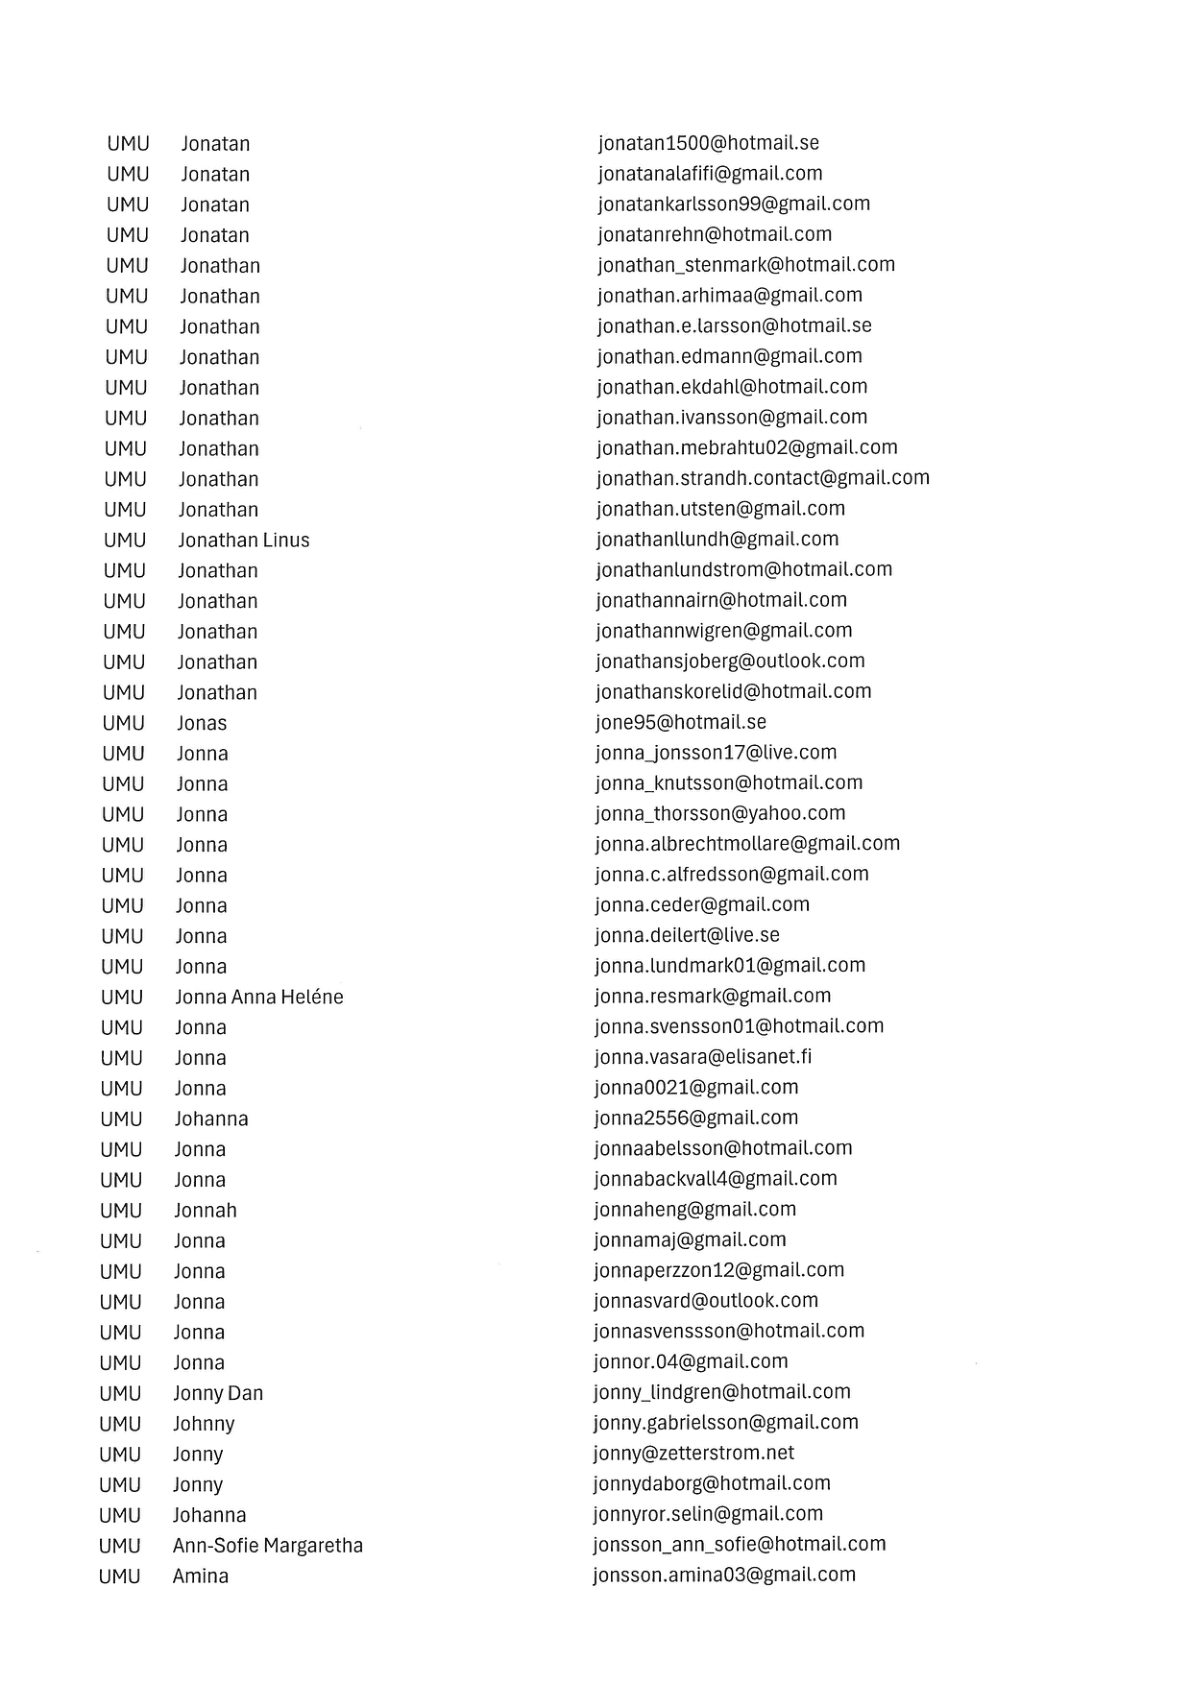 UMU Jonatan jonatan1500@hotmail.se
UMU Jonatan jonatanalafifi@gmail.com
UMU Jonatan jonatankarlsson99@gmail.com
UMU Jonatan jonatanrehn@hotmail.com
UMU Jonathan jonathan_stenmark@hotmail.com
UMU Jonathan jonathan.arhimaa@gmail.com
UMU Jonathan jonathan.e.larsson@hotmail.se
UMU Jonathan jonathan.edmann@gmail.com
UMU Jonathan jonathan.ekdahl@hotmail.com
UMU Jonathan jonathan.ivansson@gmail.com
UMU Jonathan jonathan.mebrahtu02@gmail.com
UMU Jonathan jonathan.strandh.contact@gmail.com
UMU Jonathan jonathan.utsten@gmail.com
UMU Jonathan Linus jonathanllundh@gmail.com
UMU Jonathan jonathanlundstrom@hotmail.com
UMU Jonathan jonathannairn@hotmail.com
UMU Jonathan jonathannwigren@gmail.com
UMU Jonathan jonathansjoberg@outlook.com
UMU Jonathan jonathanskorelid@hotmail.com
UMU Jonas jone95@hotmail.se
UMU Jonna jonna_jonsson17@live.com
UMU Jonna jonna_knutsson@hotmail.com
UMU Jonna jonna_thorsson@yahoo.com
UMU Jonna jonna.albrechtmollare@gmail.com
UMU Jonna jonna.c.alfredsson@gmail.com
UMU Jonna jonna.ceder@gmail.com
UMU Jonna jonna.deilert@live.se
UMU Jonna jonna.lundmark01@gmail.com
UMU Jonna Anna Heléne jonna.resmark@gmail.com
UMU Jonna jonna.svensson01@hotmail.com
UMU Jonna jonna.vasara@elisanet.fi
UMU Jonna jonna0021@gmail.com
UMU Johanna jonna2556@gmail.com
UMU Jonna jonnaabelsson@hotmail.com
UMU Jonna jonnabackvall4@gmail.com
UMU Jonnah jonnaheng@gmail.com
UMU Jonna jonnamaj@gmail.com
UMU Jonna jonnaperzzon12@gmail.com
UMU Jonna jonnasvard@outlook.com
UMU Jonna jonnasvenssson@hotmail.com
UMU Jonna jonnor.04@gmail.com
UMU Jonny Dan jonny_lindgren@hotmail.com
UMU Johnny jonny.gabrielsson@gmail.com
UMU Jonny jonny@zetterstrom.net
UMU Jonny jonnydaborg@hotmail.com
UMU Johanna jonnyror.selin@gmail.com
UMU Ann-Sofie Margaretha jonsson_ann_sofie@hotmail.com
UMU Amina jonsson.amina03@gmail.com